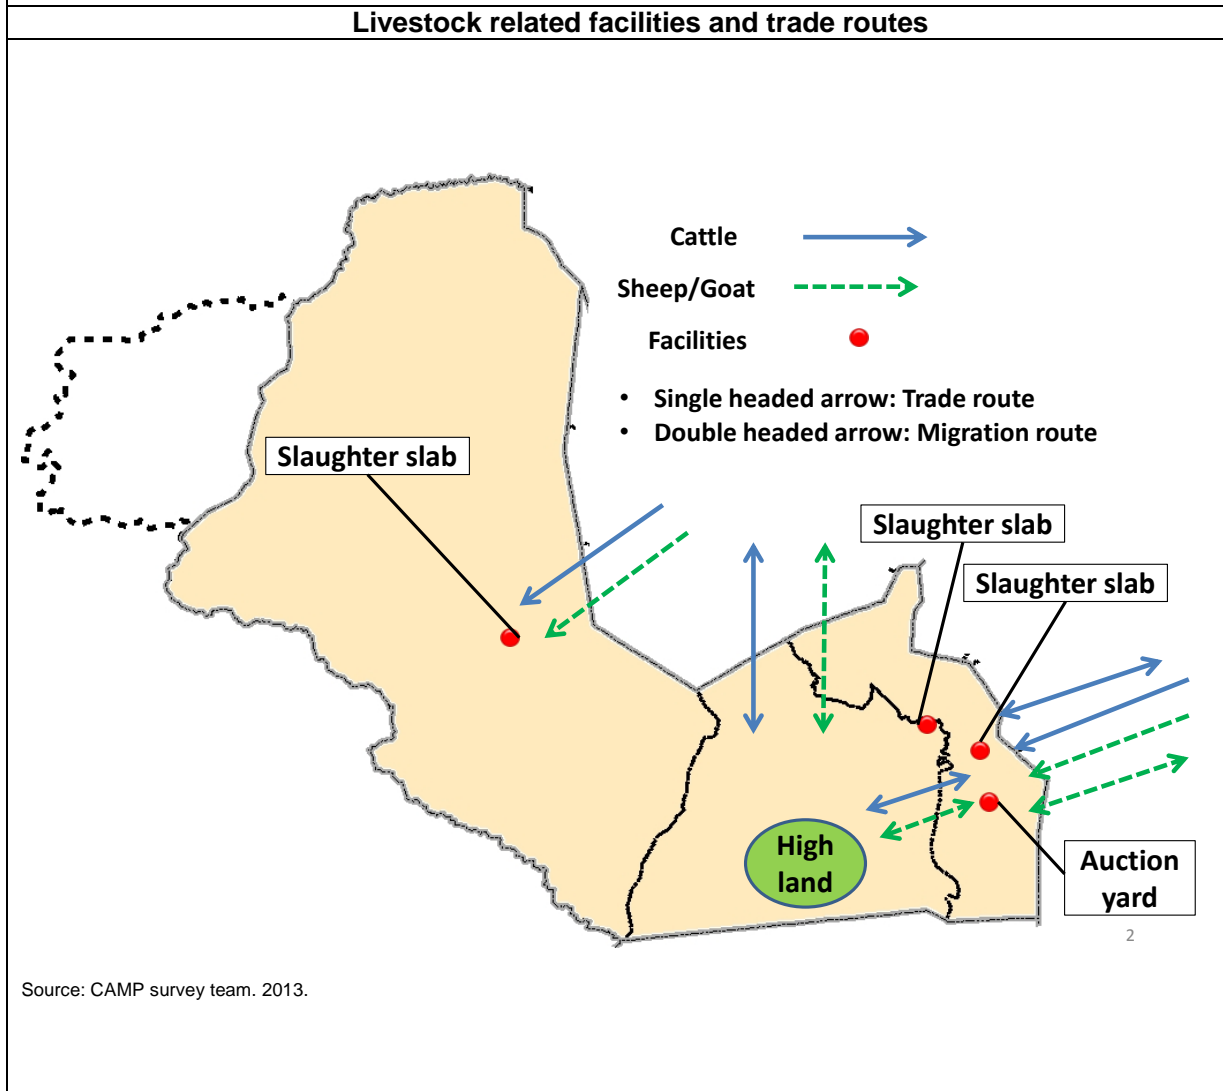 Livestock related facilities and trade routes
Cattle
Sheep/Goat
Facilities
• Single headed arrow: Trade route
• Double headed arrow: Migration route
Slaughter slab
Slaughter slab
Slaughter slab
High
land
Auction
yard
2
Source: CAMP survey team. 2013.